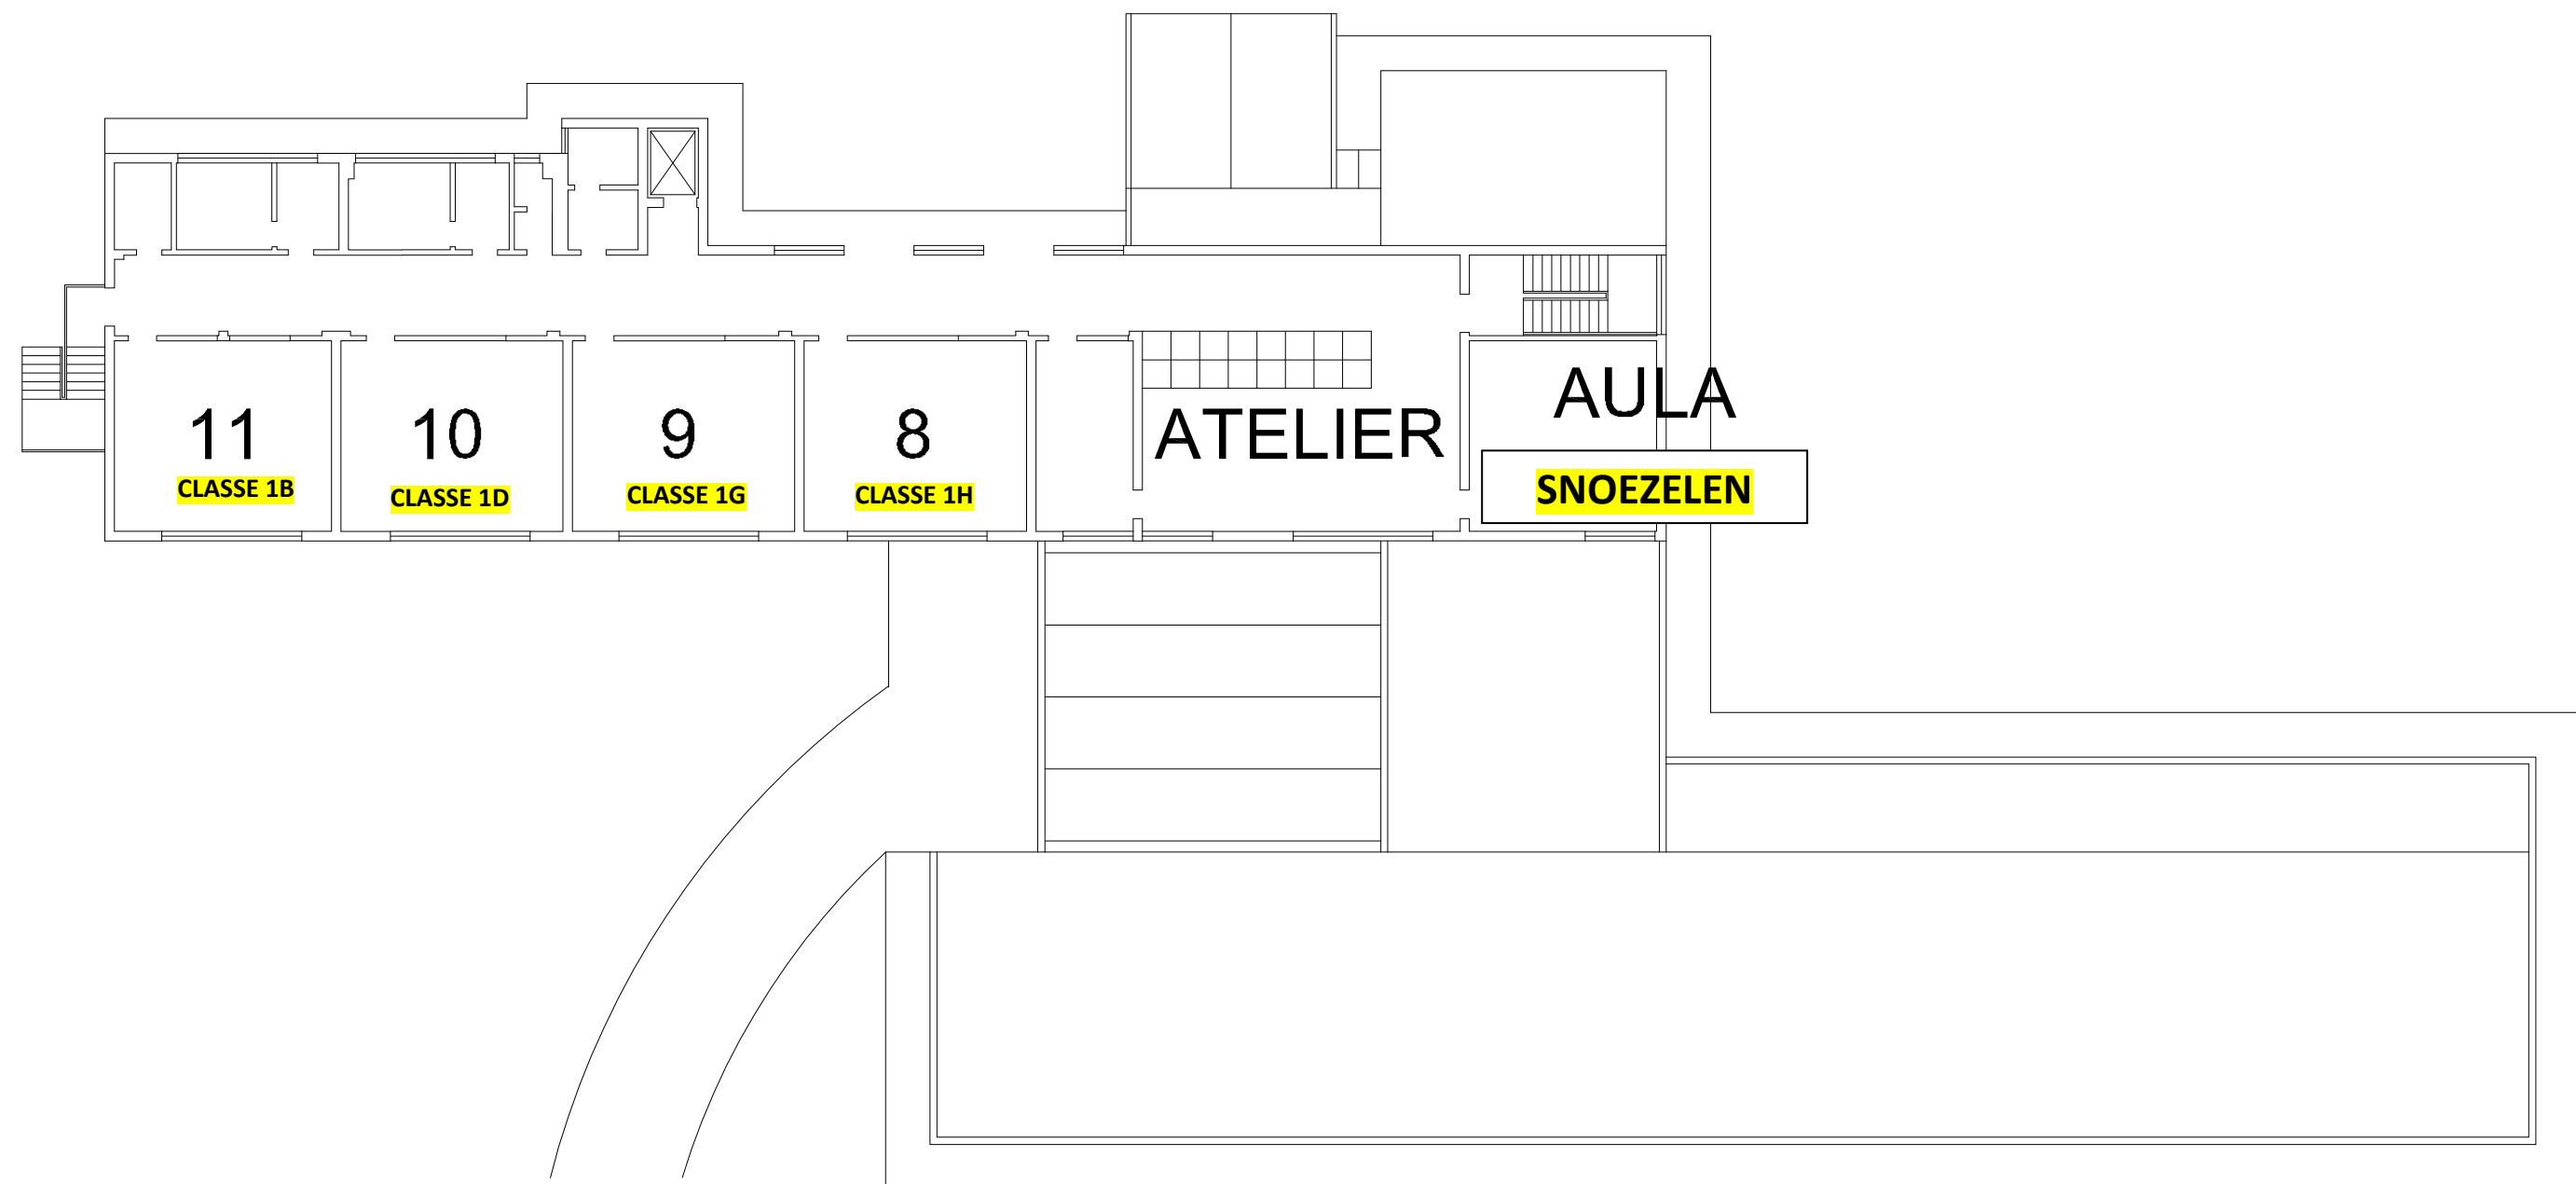 11
CLASSE 1B
10
CLASSE 1D
9
CLASSE 1G
8
CLASSE 1H
ATELIER
AULA
SNOEZELEN